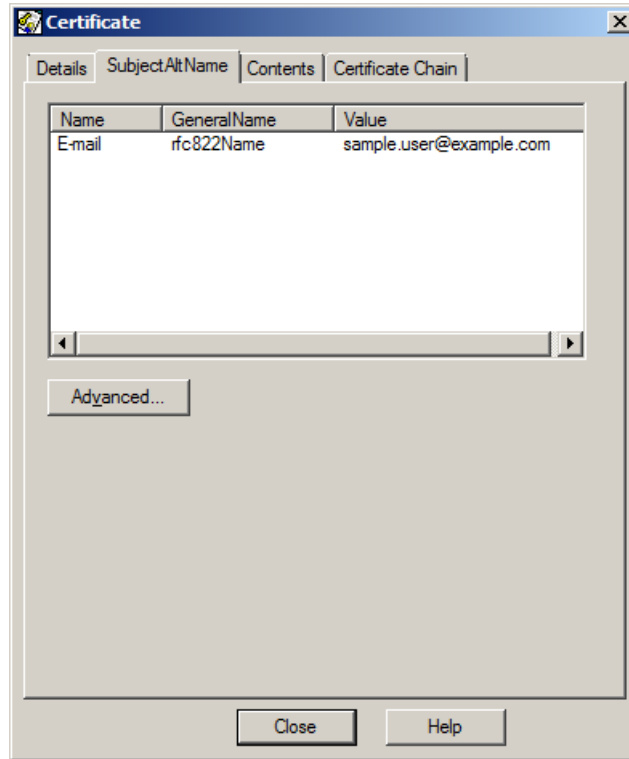 Certificate
Details SubjectAltName Contents Certificate Chain
Name GeneralName Value
E-mail rfc822Name sample.user@example.com
Advanced...
Close Help